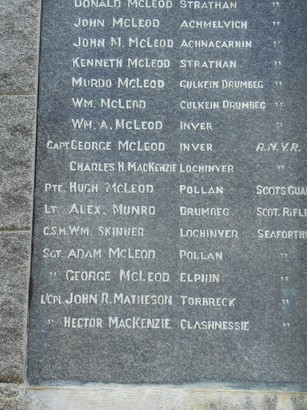 DONALD MCLEOD STRATHAN "
JOHN MCLEOD ACHMELVICH "
JOHN M. MCLEOD ACHNACARNIN "
KENNETH MCLEOD STRATHAN "
MURDO MCLEOD CULKEIN DRUMBEG "
WM. MCLEOD CULKEIN DRUMBEG "
WM. A. MCLEOD INVER "
CAPT GEORGE MCLEOD INVER R.N.V.R.
CHARLES H. MACKENZIE LOCHINVER "
PTE. HUGH MCLEOD POLLAN SCOTS GUA
LT. ALEX. MUNRO DRUMBEG SCOT. RIFLE
C.S.M. WM. SKINNER LOCHINVER SEAFORTH
SGT. ADAM MCLEOD POLLAN "
" GEORGE MCLEOD ELPHIN "
L/CPL. JOHN R. MATHESON TORBRECK "
" HECTOR MACKENZIE CLASHNESSIE "